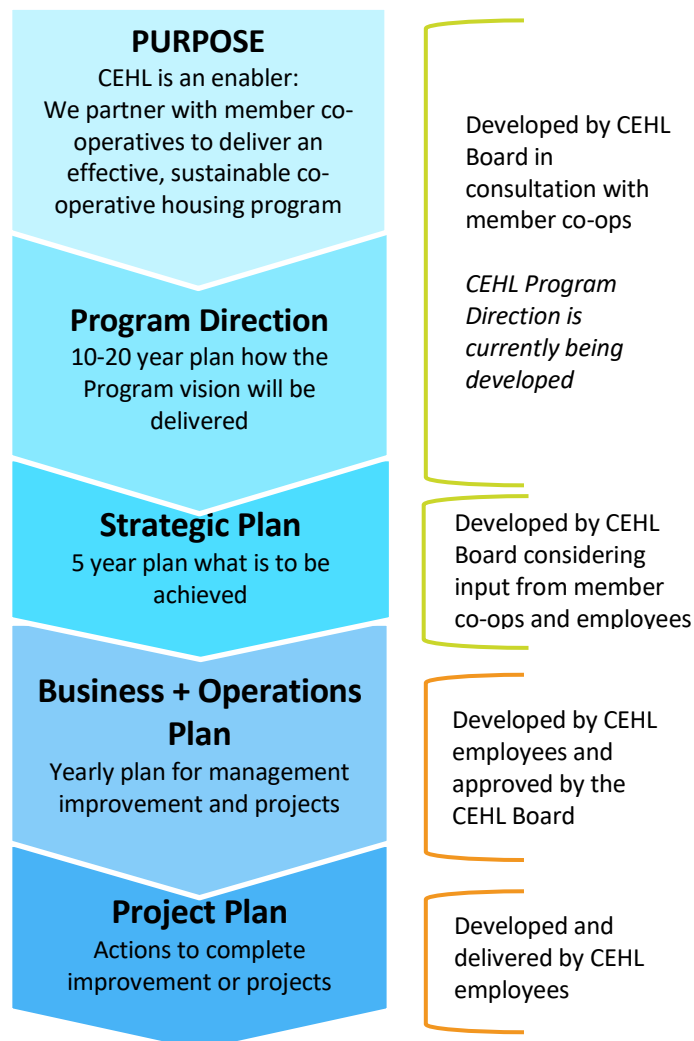 PURPOSE
CEHL is an enabler:
We partner with member co-
operatives to deliver an
effective, sustainable co-
operative housing program
Developed by CEHL
Board in
consultation with
member co-ops
CEHL Program
Direction is
currently being
developed
Program Direction
10-20 year plan how the
Program vision will be
delivered
Strategic Plan
5 year plan what is to be
achieved
Developed by CEHL
Board considering
input from member
co-ops and employees
Business + Operations
Plan
Yearly plan for management
improvement and projects
Developed by CEHL
employees and
approved by the
CEHL Board
Project Plan
Actions to complete
improvement or projects
Developed and
delivered by CEHL
employees